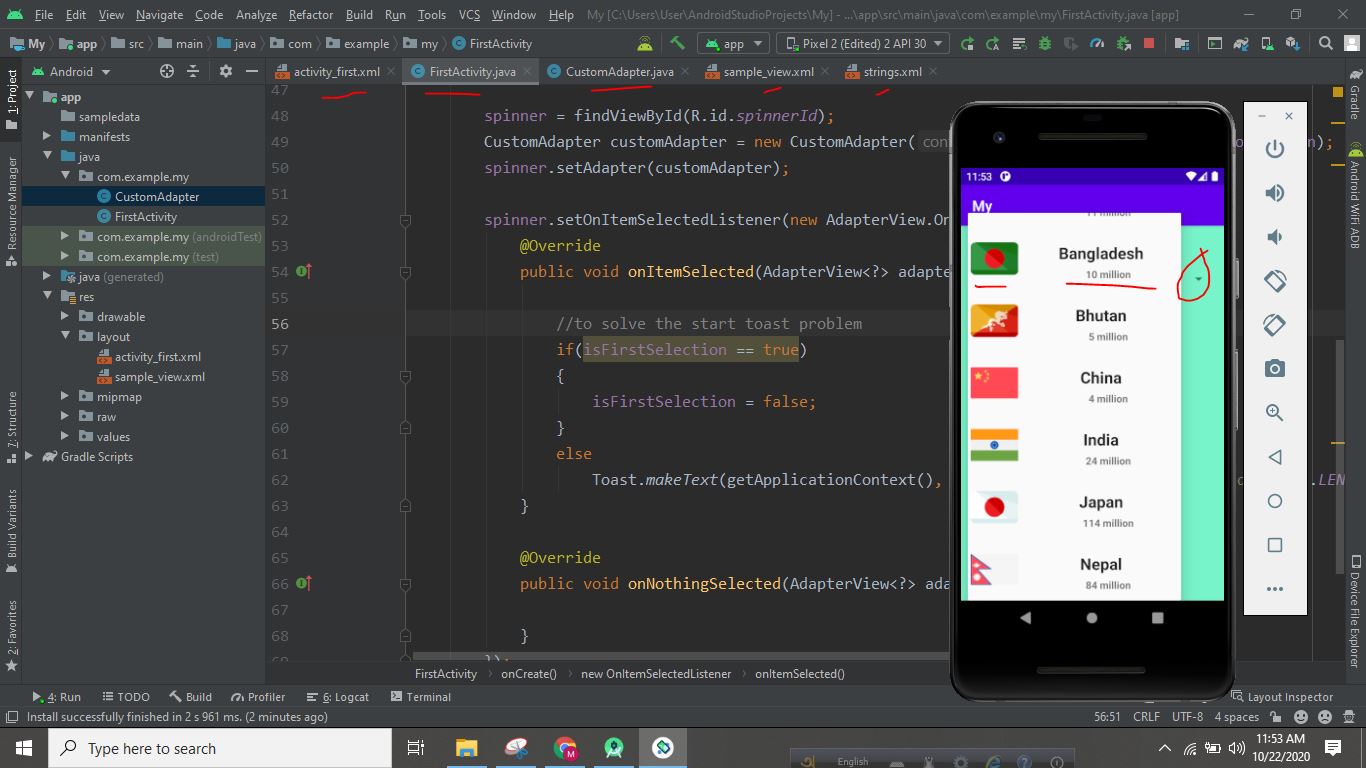 File Edit View Navigate Code Analyze Refactor Build Run Tools VCS Window Help My [C:\Users\User\AndroidStudioProjects\My] - ...\app\src\main\java\com\example\my\FirstActivity.java [app]
My app src main java com example my FirstActivity app Pixel 2 (Edited) 2 API 30
1: Project
Resource Manager
7: Structure
Build Variants
2: Favorites
Android
app
sampledata
manifests
java
com.example.my
CustomAdapter
FirstActivity
com.example.my (androidTest)
com.example.my (test)
java (generated)
res
drawable
layout
activity_first.xml
sample_view.xml
mipmap
raw
values
Gradle Scripts
activity_first.xml FirstActivity.java CustomAdapter.java sample_view.xml strings.xml
47
48 spinner = findViewById(R.id.spinnerId);
49 CustomAdapter customAdapter = new CustomAdapter( );
50 spinner.setAdapter(customAdapter);
51
52 spinner.setOnItemSelectedListener(new AdapterView.On
53 @Override
54 public void onItemSelected(AdapterView<?> adapte
55
56 //to solve the start toast problem
57 if(isFirstSelection == true)
58 {
59 isFirstSelection = false;
60 }
61 else
62 Toast.makeText(getApplicationContext(), .LEN
63 }
64
65 @Override
66 public void onNothingSelected(AdapterView<?> ada
67
68 }
});
FirstActivity onCreate() new OnItemSelectedListener onItemSelected()
11:53
My
11 million
Bangladesh
10 million
Bhutan
5 million
China
4 million
India
24 million
Japan
114 million
Nepal
84 million
Gradle
Android WiFi ADB
Device File Explorer
4: Run TODO Build Profiler 6: Logcat Terminal Layout Inspector
Install successfully finished in 2 s 961 ms. (2 minutes ago) 56:51 CRLF UTF-8 4 spaces
Type here to search
English
11:53 AM
10/22/2020